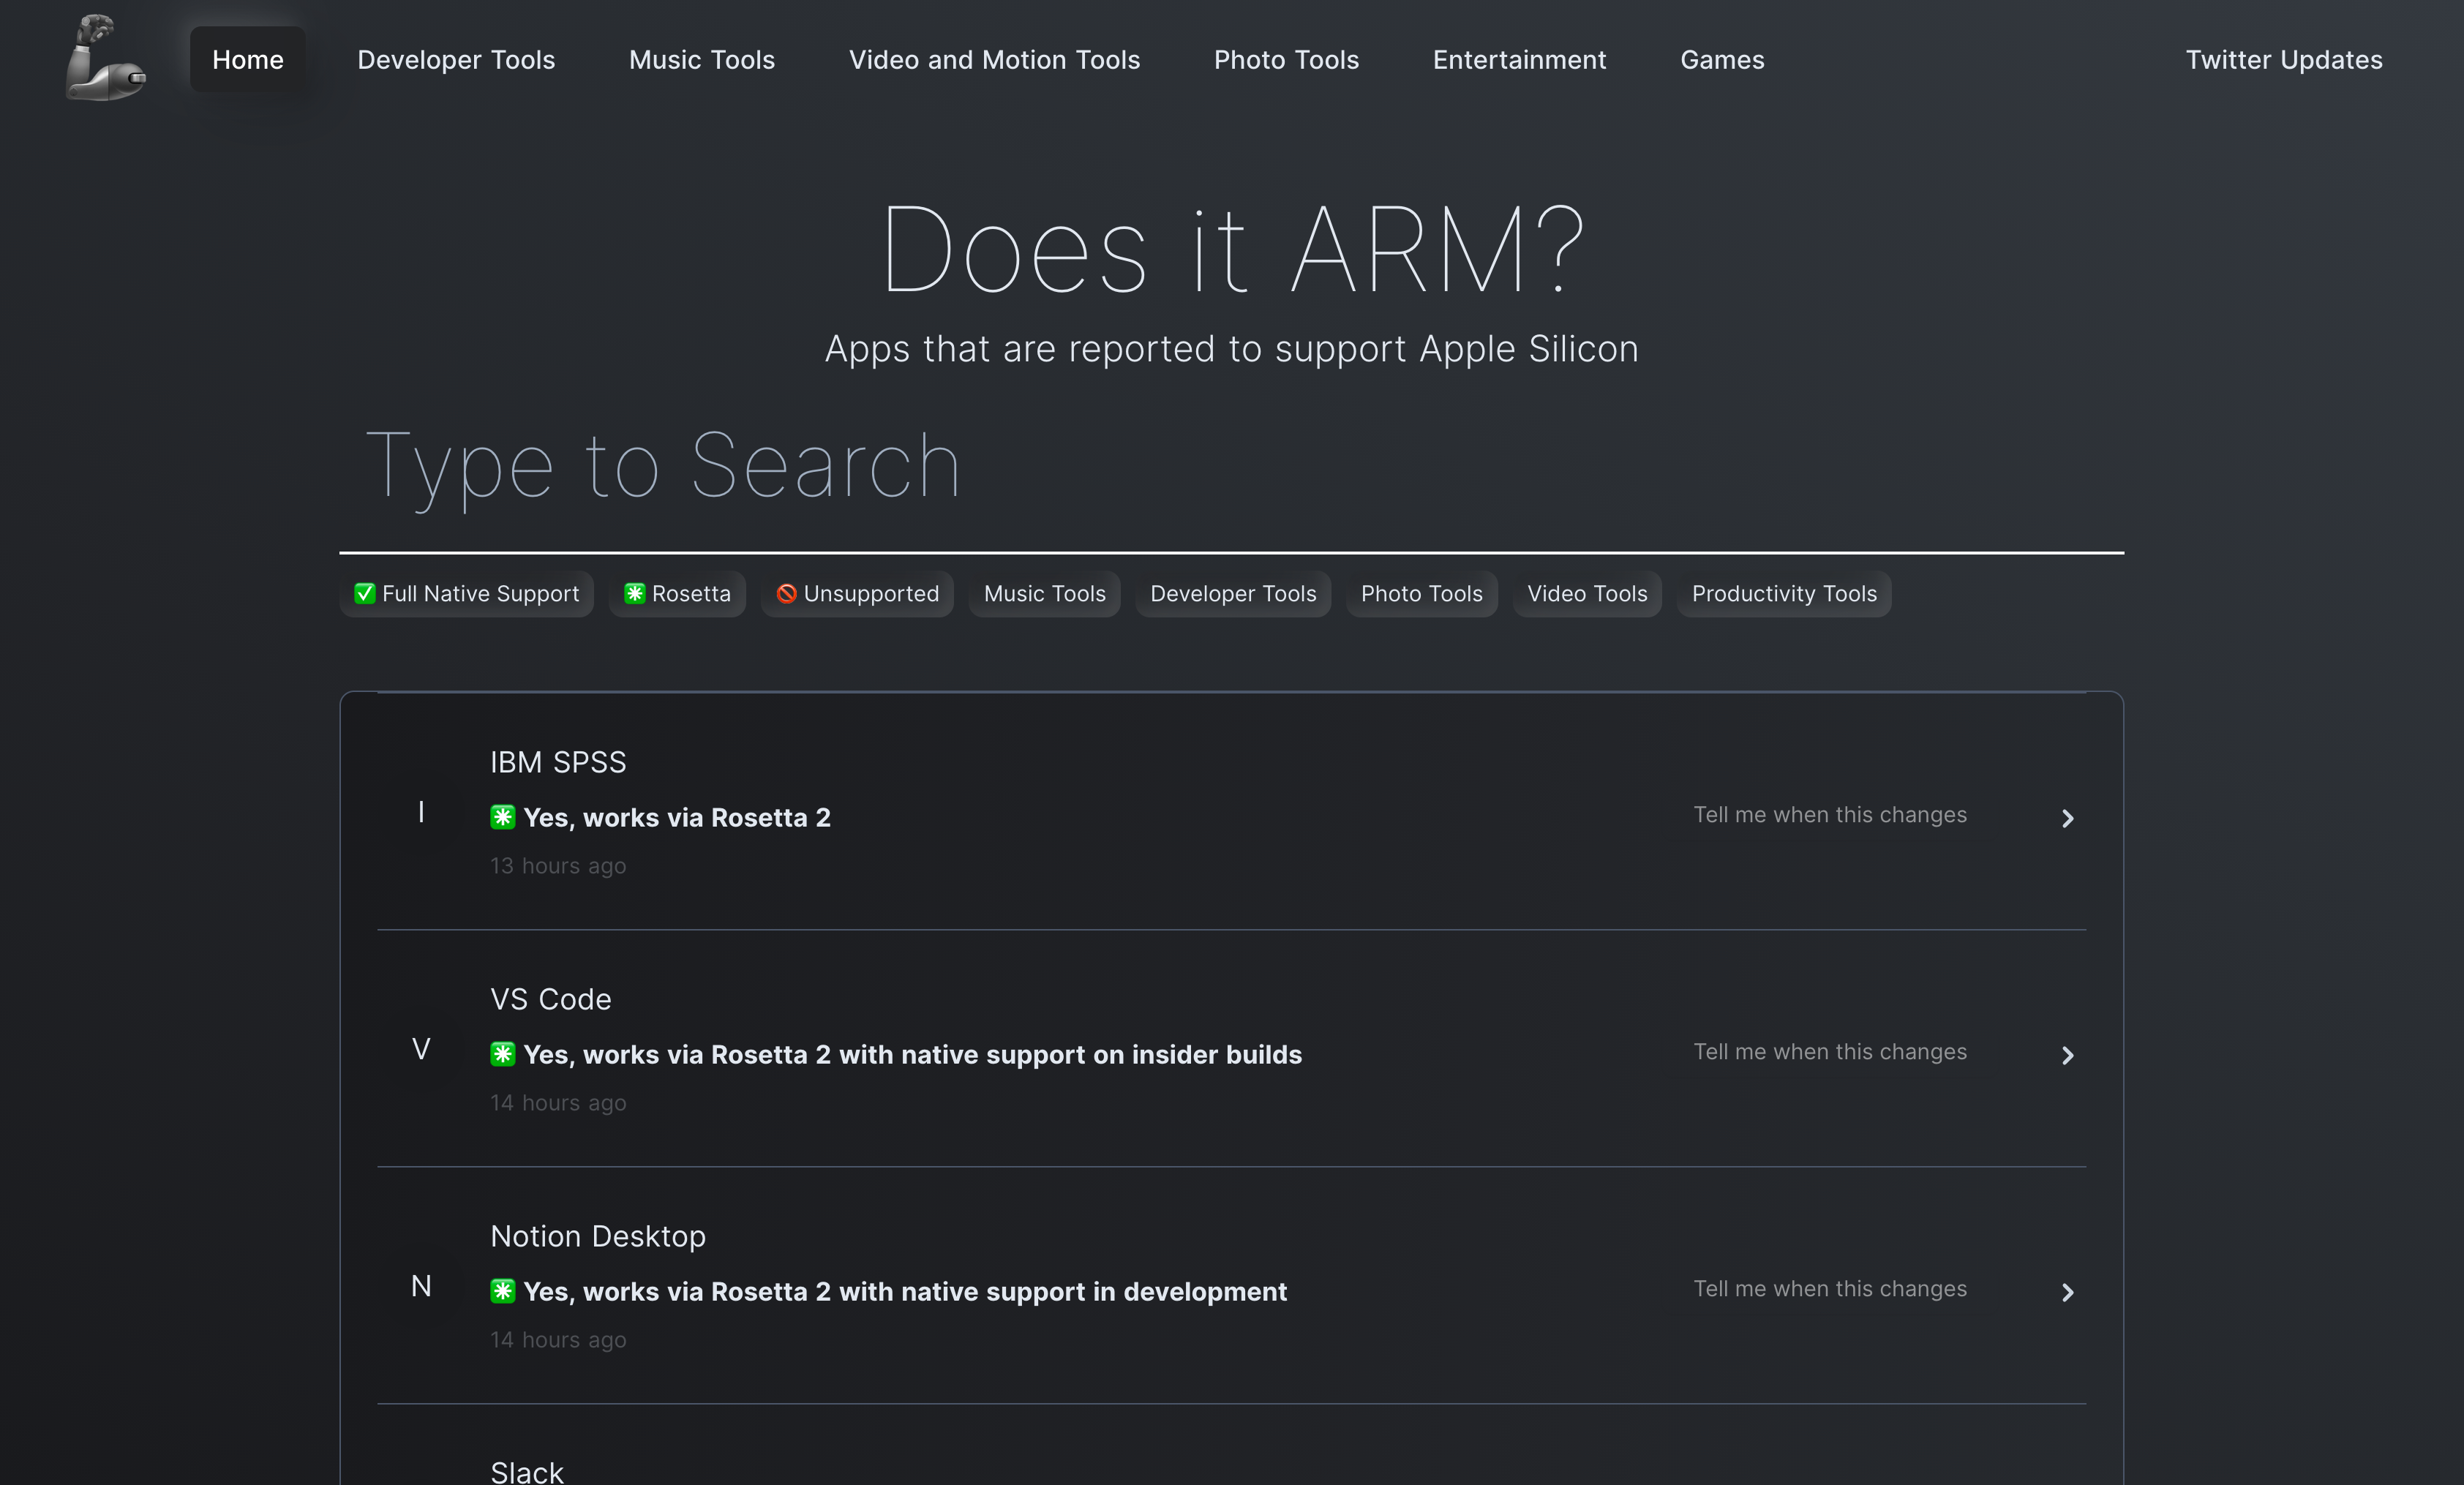 Home Developer Tools Music Tools Video and Motion Tools Photo Tools Entertainment Games Twitter Updates
Does it ARM?
Apps that are reported to support Apple Silicon
Type to Search
✅ Full Native Support ✳️ Rosetta 🚫 Unsupported Music Tools Developer Tools Photo Tools Video Tools Productivity Tools
IBM SPSS
I
✳️ Yes, works via Rosetta 2
Tell me when this changes
13 hours ago
VS Code
V
✳️ Yes, works via Rosetta 2 with native support on insider builds
Tell me when this changes
14 hours ago
Notion Desktop
N
✳️ Yes, works via Rosetta 2 with native support in development
Tell me when this changes
14 hours ago
Slack